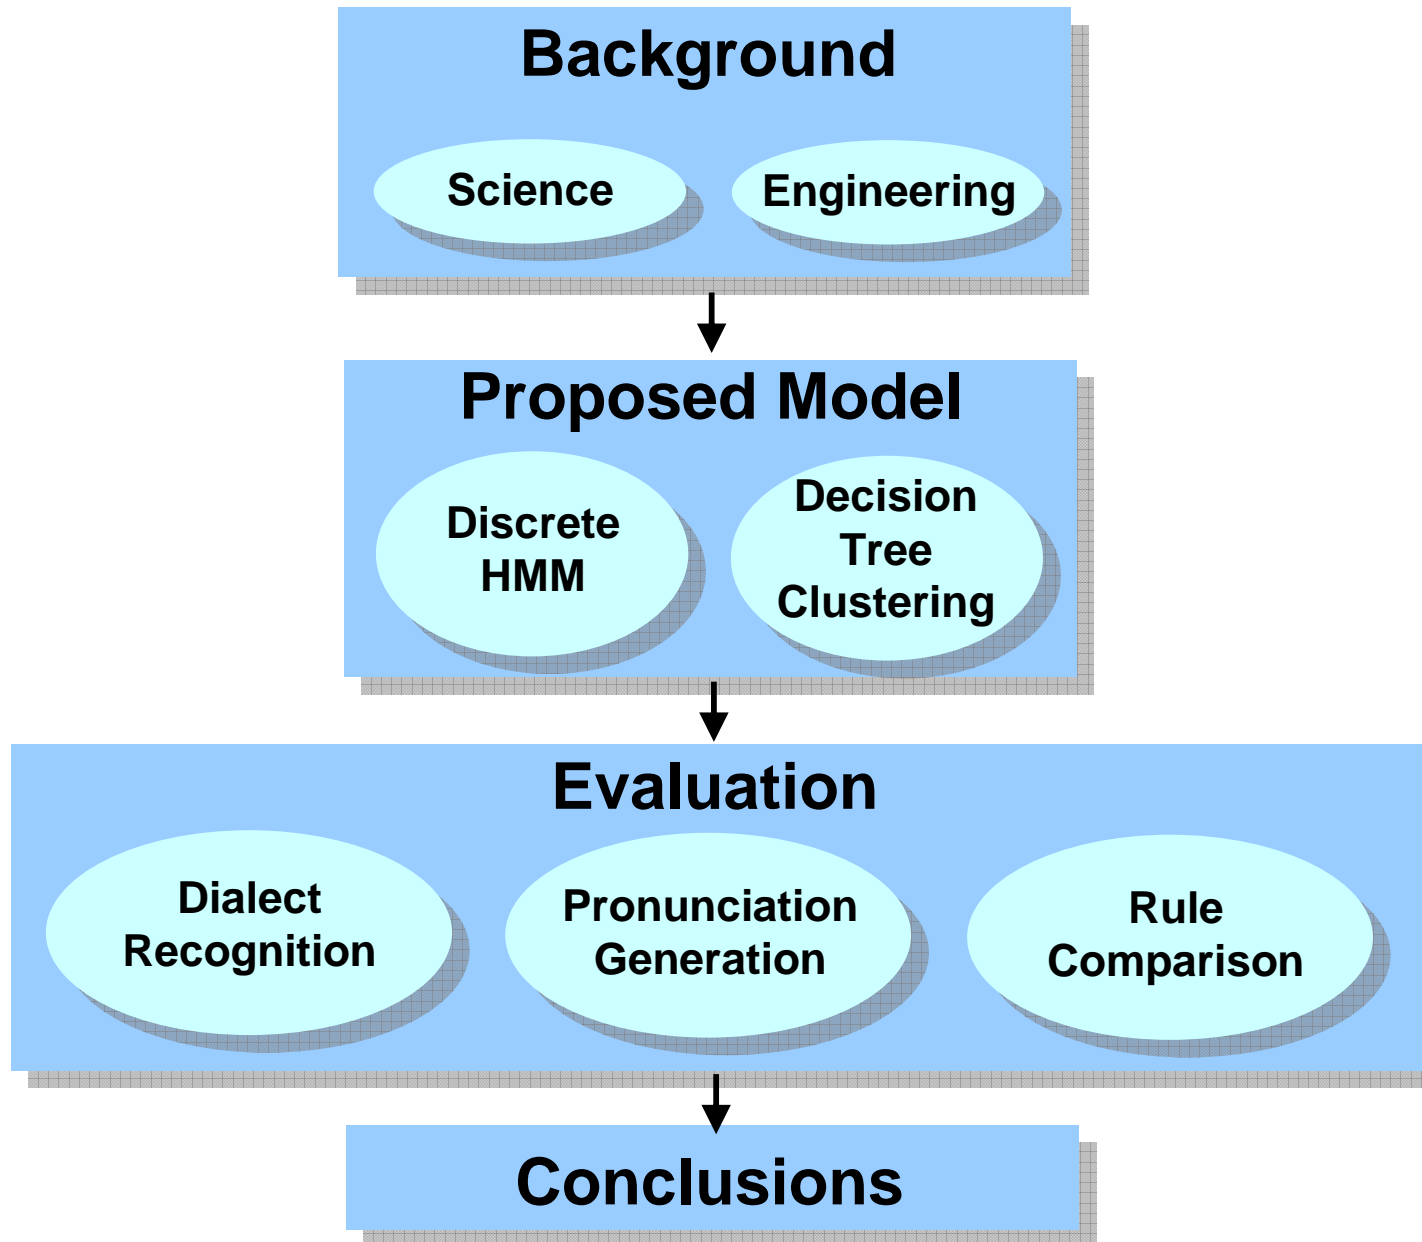 Background
Science
Engineering
Proposed Model
Discrete
HMM
Decision
Tree
Clustering
Evaluation
Dialect
Recognition
Pronunciation
Generation
Rule
Comparison
Conclusions